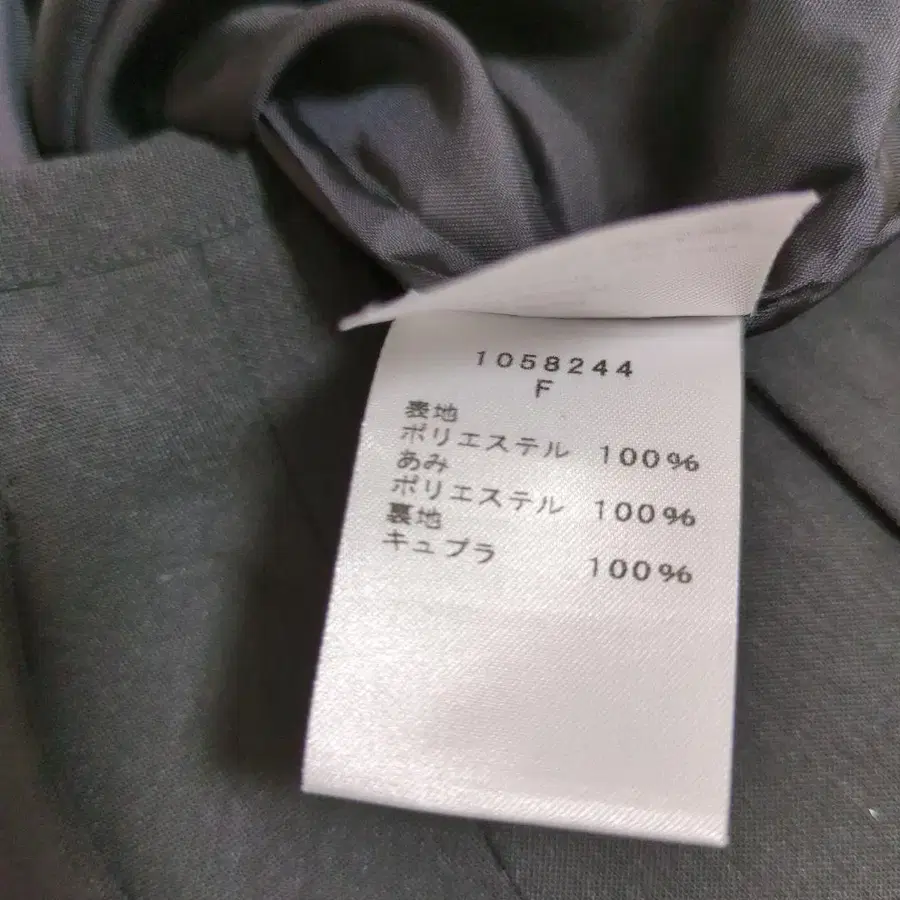 1058244
F
表地
ポリエステル 100%
あみ
ポリエステル 100%
裏地
キュプラ 100%